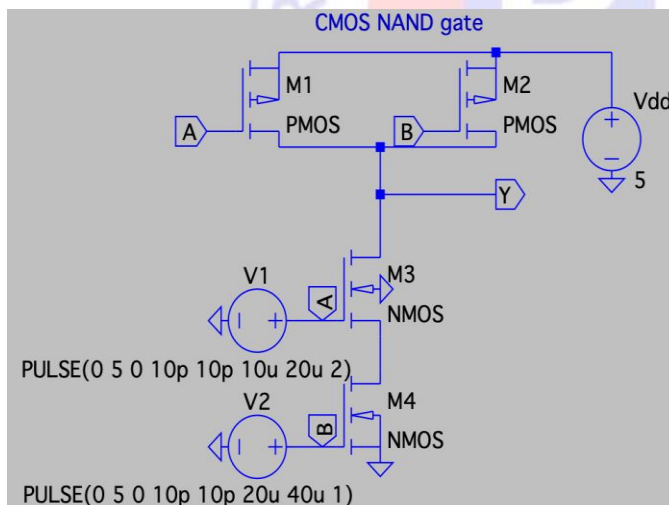 CMOS NAND gate
M1
M2
Vdd
A
PMOS
B
PMOS
+
−
5
Y
V1
A
M3
NMOS
− +
PULSE(0 5 0 10p 10p 10u 20u 2)
V2
B
M4
NMOS
− +
PULSE(0 5 0 10p 10p 20u 40u 1)